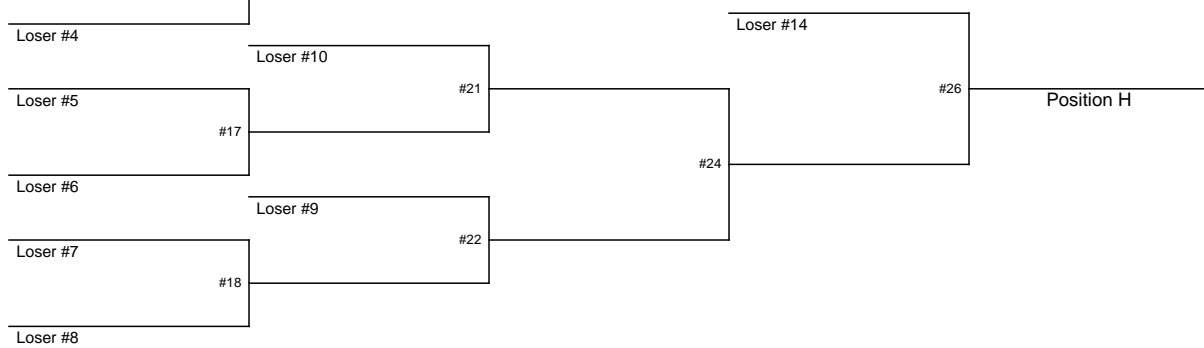 Loser #4
Loser #14
Loser #10
#21
#26
Loser #5
Position H
#17
#24
Loser #6
Loser #9
#22
Loser #7
#18
Loser #8